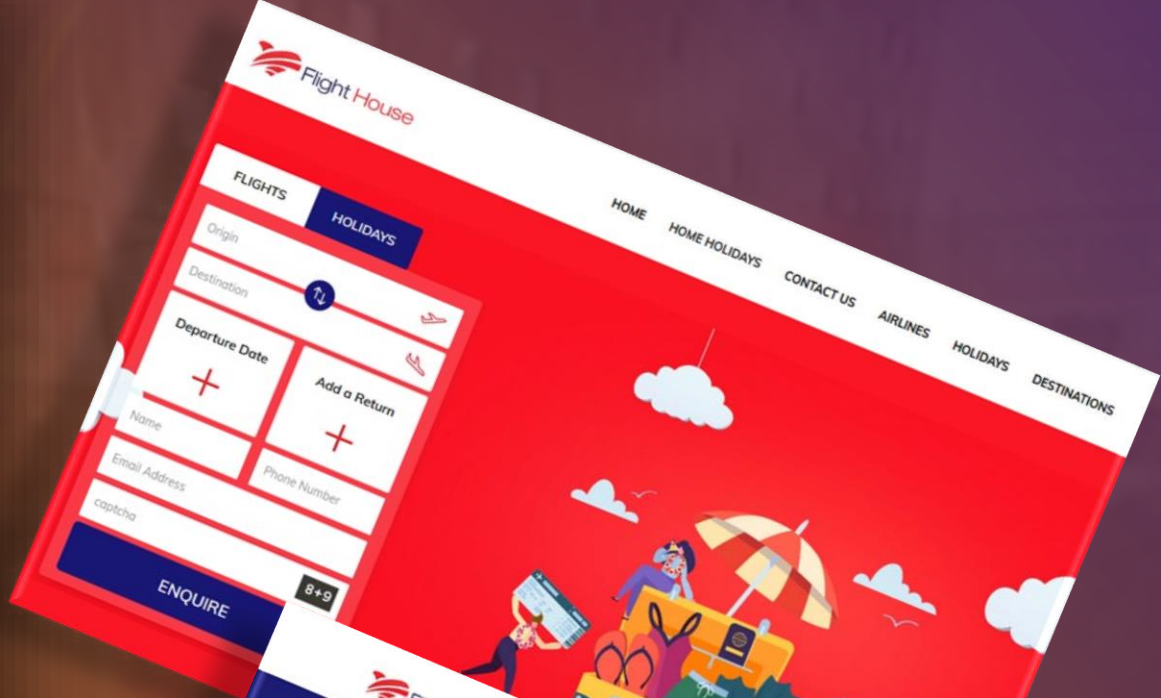 Flight House
HOME
HOME HOLIDAYS
CONTACT US
AIRLINES
HOLIDAYS
DESTINATIONS
FLIGHTS
HOLIDAYS
Origin
Destination
Departure Date
Add a Return
Name
Phone Number
Email Address
captcha
8+9
ENQUIRE